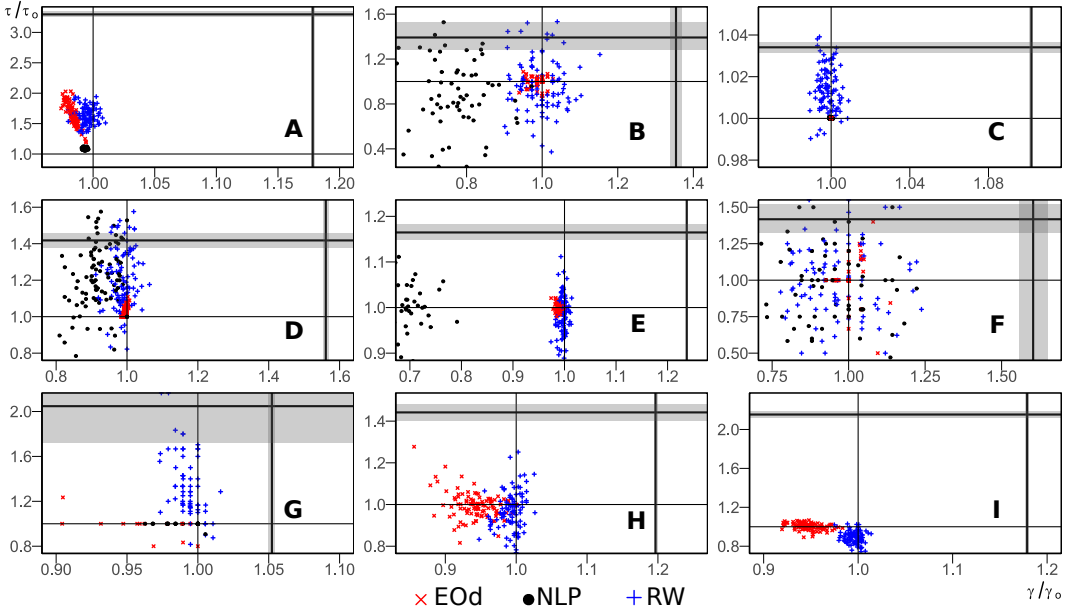 τ/τₒ
3.0
2.5
2.0
1.5
1.0
A
1.00 1.05 1.10 1.15 1.20
1.6
1.2
0.8
0.4
B
0.8 1.0 1.2 1.4
1.04
1.02
1.00
0.98
C
1.00 1.04 1.08
1.6
1.4
1.2
1.0
0.8
D
0.8 1.0 1.2 1.4 1.6
1.2
1.1
1.0
0.9
E
0.7 0.8 0.9 1.0 1.1 1.2
1.50
1.25
1.00
0.75
0.50
F
0.75 1.00 1.25 1.50
2.0
1.6
1.2
0.8
G
0.90 0.95 1.00 1.05 1.10
1.4
1.2
1.0
0.8
H
0.9 1.0 1.1 1.2
2.0
1.6
1.2
0.8
I
0.9 1.0 1.1 1.2
γ/γₒ
× EOd ●NLP + RW